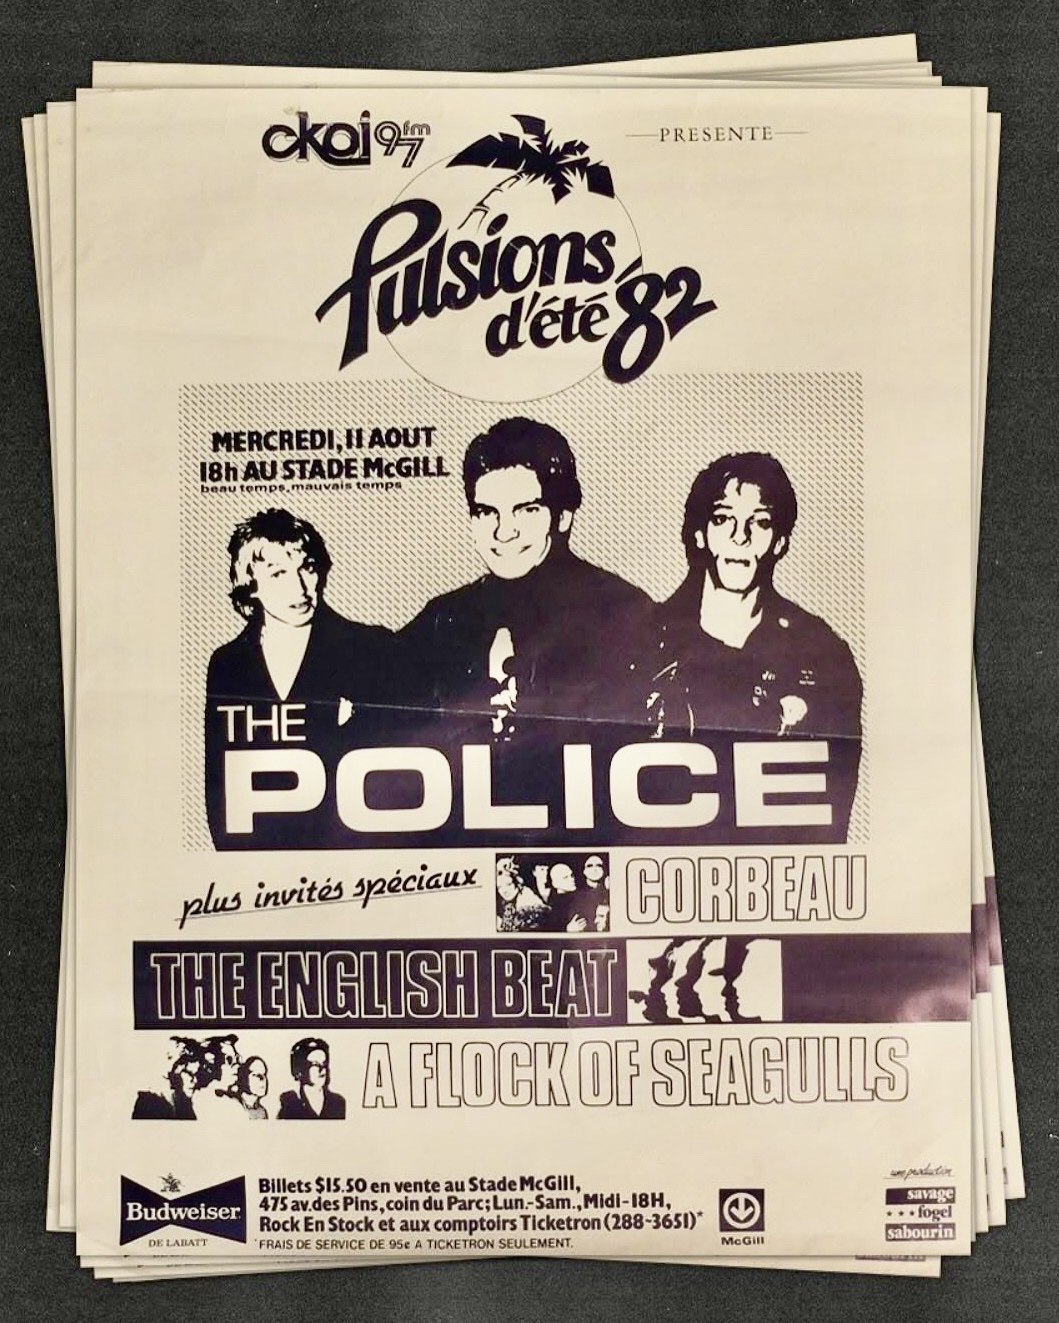 ckoi fm 97
PRESENTE
Pulsions
d'été '82
MERCREDI, 11 AOUT
18h AU STADE McGILL
beau temps, mauvais temps
THE
POLICE
plus invités spéciaux
CORBEAU
THE ENGLISH BEAT
A FLOCK OF SEAGULLS
Budweiser
DE LABATT
Billets $15.50 en vente au Stade McGill,
475 av. des Pins, coin du Parc; Lun.-Sam., Midi-18H,
Rock En Stock et aux comptoirs Ticketron (288-3651)*
*FRAIS DE SERVICE DE 95¢ A TICKETRON SEULEMENT.
McGill
une production
savage
fogel
sabourin